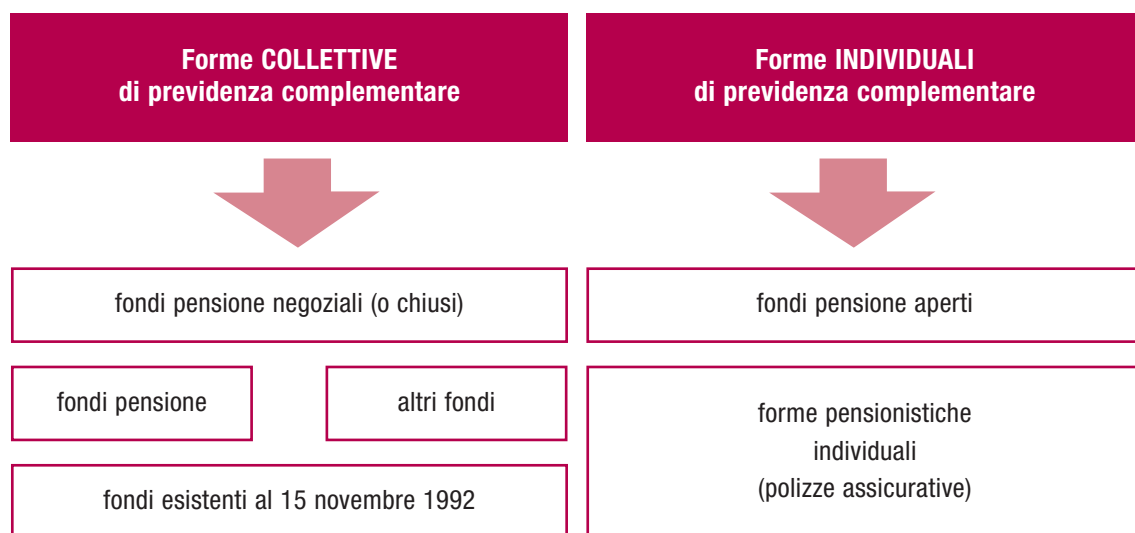 Forme COLLETTIVE
di previdenza complementare
Forme INDIVIDUALI
di previdenza complementare
fondi pensione negoziali (o chiusi)
fondi pensione aperti
fondi pensione
altri fondi
forme pensionistiche
individuali
(polizze assicurative)
fondi esistenti al 15 novembre 1992